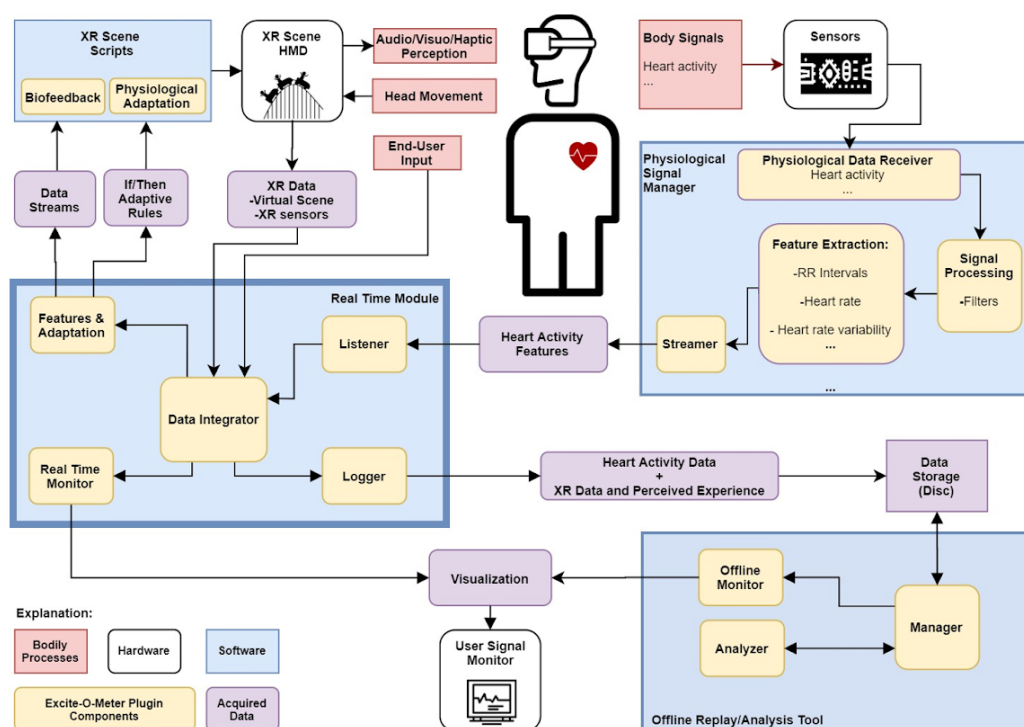 XR Scene
Scripts
Biofeedback
Physiological
Adaptation
XR Scene
HMD
Audio/Visuo/Haptic
Perception
Head Movement
End-User
Input
Body Signals
Heart activity
...
Sensors
Data
Streams
If/Then
Adaptive
Rules
XR Data
-Virtual Scene
-XR sensors
Physiological
Signal
Manager
Physiological Data Receiver
Heart activity
...
Feature Extraction:
-RR Intervals
-Heart rate
- Heart rate variability
...
Signal
Processing
-Filters
Streamer
...
Heart Activity
Features
Real Time Module
Features &
Adaptation
Listener
Data Integrator
Real Time
Monitor
Logger
Heart Activity Data
+
XR Data and Perceived Experience
Data
Storage
(Disc)
Visualization
Offline
Monitor
Manager
Analyzer
Offline Replay/Analysis Tool
User Signal
Monitor
Explanation:
Bodily
Processes
Hardware
Software
Excite-O-Meter Plugin
Components
Acquired
Data